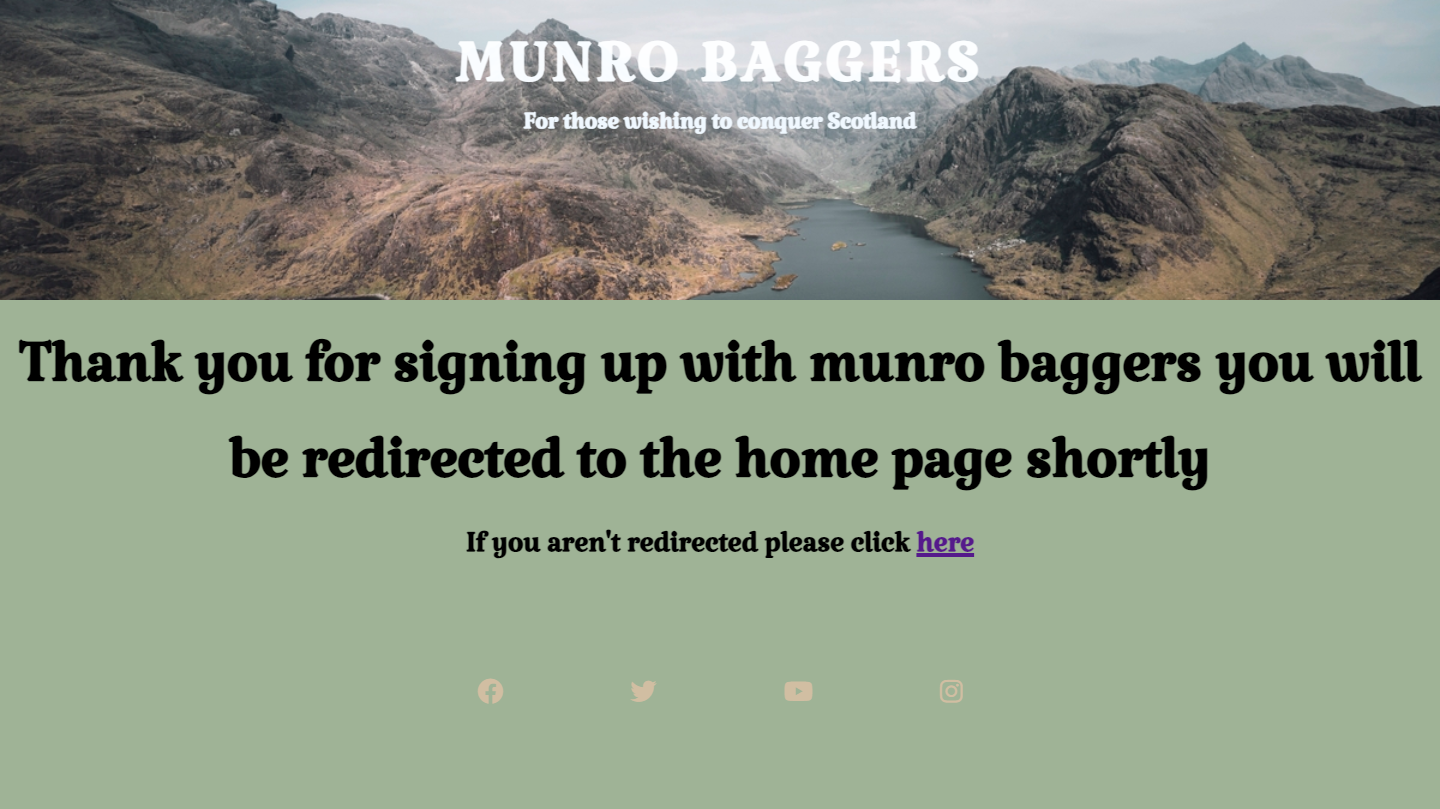 MUNRO BAGGERS
For those wishing to conquer Scotland
Thank you for signing up with munro baggers you will
be redirected to the home page shortly
If you aren't redirected please click here